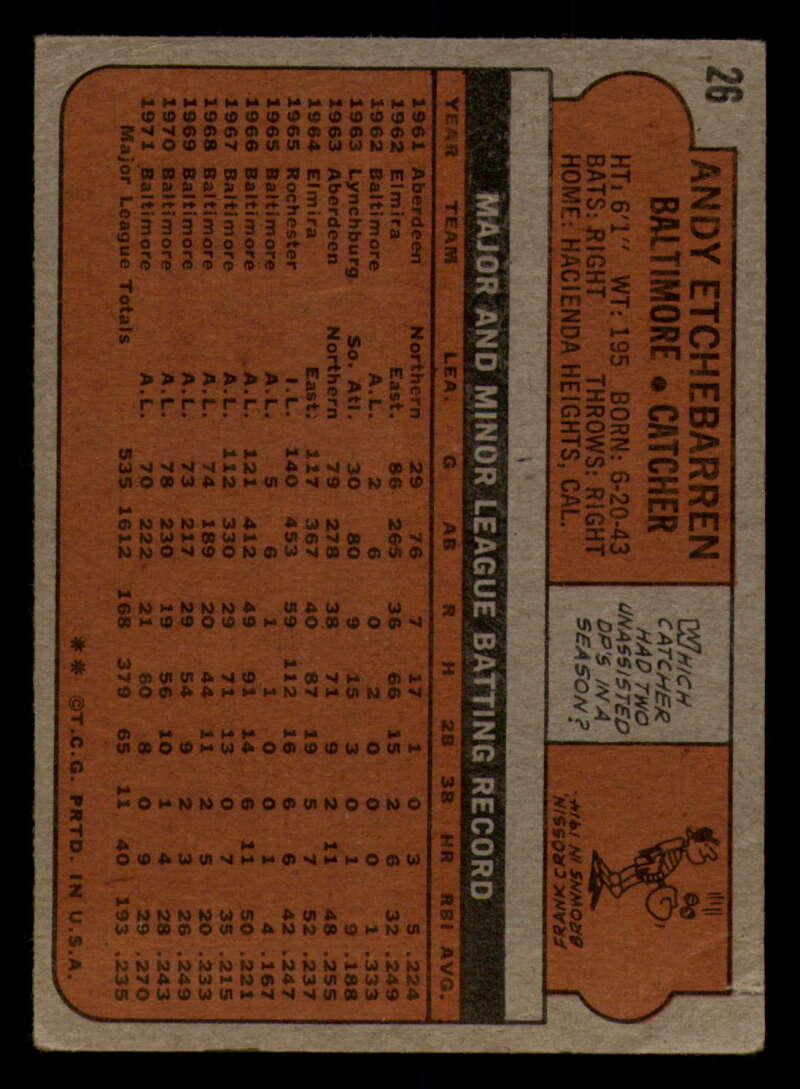 26
ANDY ETCHEBARREN
BALTIMORE • CATCHER
HT: 6'1" WT: 195 BORN: 6-20-43
BATS: RIGHT THROWS: RIGHT
HOME: HACIENDA HEIGHTS, CAL.
WHICH
CATCHER
HAD TWO
UNASSISTED
DP'S IN A
SEASON?
FRANK CROSSIN,
BROWNS IN 1914.
MAJOR AND MINOR LEAGUE BATTING RECORD
YEAR TEAM LEA. G AB R H 2B 3B HR RBI AVG.
1961 Aberdeen Northern 29 76 7 17 1 0 3 5 .224
1962 Elmira East. 86 265 36 66 15 2 6 32 .249
1962 Baltimore A.L. 2 6 0 2 0 0 0 1 .333
1963 Lynchburg So. Atl. 30 80 9 15 3 0 1 9 .188
1963 Aberdeen Northern 79 278 38 71 9 2 11 48 .255
1964 Elmira East. 117 367 40 87 19 5 7 52 .237
1965 Rochester I.L. 140 453 59 112 16 6 6 42 .247
1965 Baltimore A.L. 5 6 1 1 0 0 1 4 .167
1966 Baltimore A.L. 121 412 49 91 14 6 11 50 .221
1967 Baltimore A.L. 112 330 29 71 13 0 7 35 .215
1968 Baltimore A.L. 74 189 20 44 11 2 5 20 .233
1969 Baltimore A.L. 73 217 29 54 9 2 3 26 .249
1970 Baltimore A.L. 78 230 19 56 10 1 4 28 .243
1971 Baltimore A.L. 70 222 21 60 8 0 9 29 .270
Major League Totals 535 1612 168 379 65 11 40 193 .235
** ©T.C.G. PRTD. IN U.S.A.